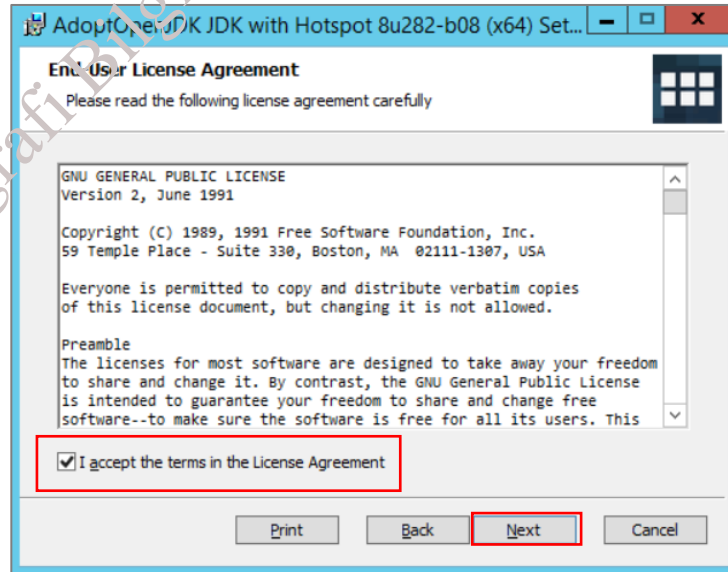 AdoptOpenJDK JDK with Hotspot 8u282-b08 (x64) Set...
End-User License Agreement
Please read the following license agreement carefully
GNU GENERAL PUBLIC LICENSE
Version 2, June 1991
Copyright (C) 1989, 1991 Free Software Foundation, Inc.
59 Temple Place - Suite 330, Boston, MA  02111-1307, USA
Everyone is permitted to copy and distribute verbatim copies
of this license document, but changing it is not allowed.
Preamble
The licenses for most software are designed to take away your freedom
to share and change it. By contrast, the GNU General Public License
is intended to guarantee your freedom to share and change free
software--to make sure the software is free for all its users. This
I accept the terms in the License Agreement
Print
Back
Next
Cancel